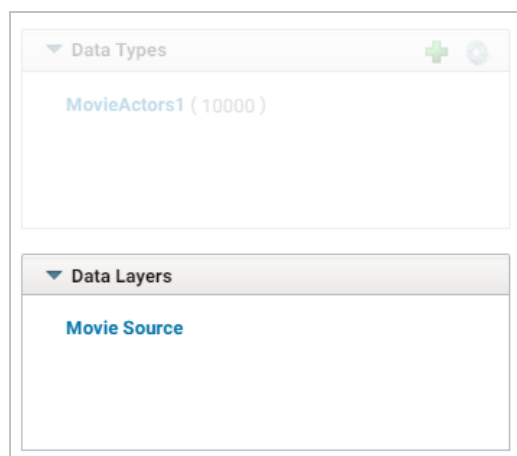 Data Types
MovieActors1 ( 10000 )
Data Layers
Movie Source